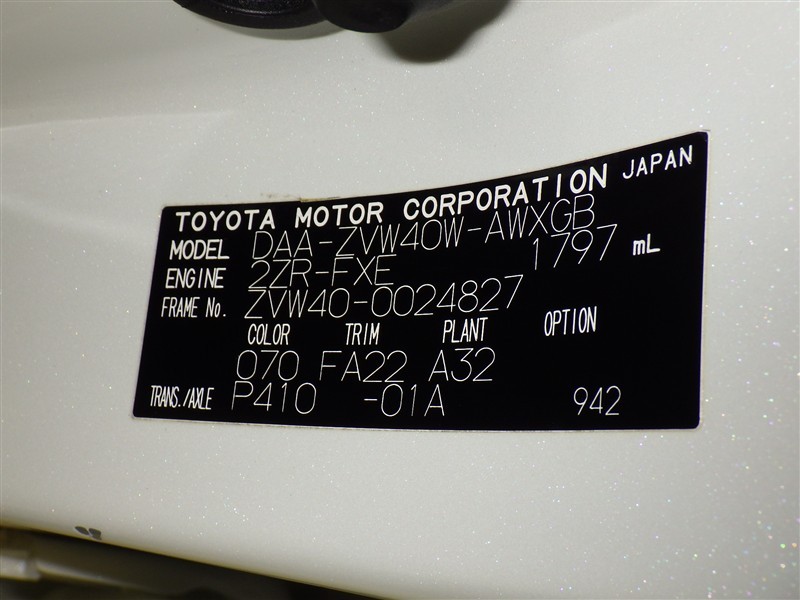 TOYOTA MOTOR CORPORATION JAPAN
MODEL DAA-ZVW40W-AWXGB
ENGINE 2ZR-FXE 1797 mL
FRAME No. ZVW40-0024827
COLOR TRIM PLANT OPTION
070 FA22 A32
TRANS./AXLE P410 -01A 942